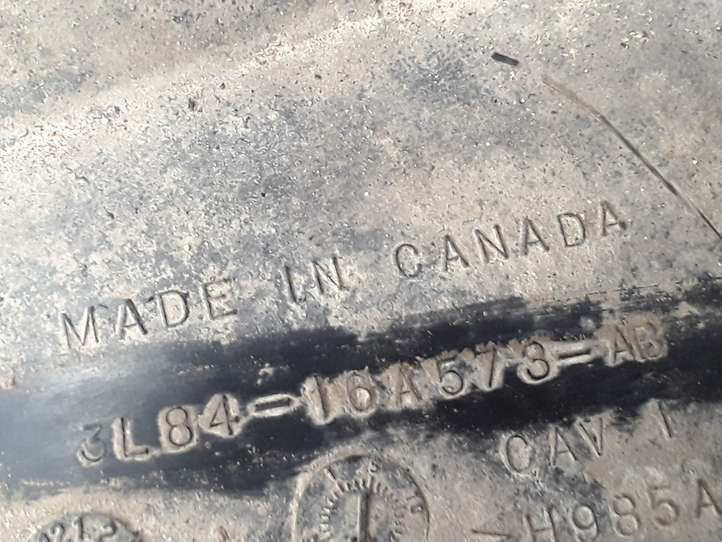 MADE IN CANADA
3L84-16A573-AB
CAV 1
>H985A